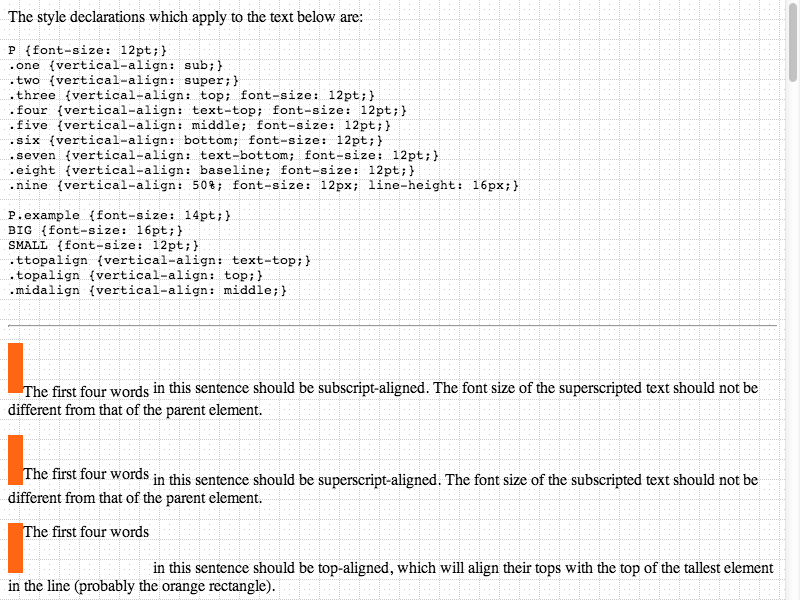 The style declarations which apply to the text below are:
P {font-size: 12pt;}
.one {vertical-align: sub;}
.two {vertical-align: super;}
.three {vertical-align: top; font-size: 12pt;}
.four {vertical-align: text-top; font-size: 12pt;}
.five {vertical-align: middle; font-size: 12pt;}
.six {vertical-align: bottom; font-size: 12pt;}
.seven {vertical-align: text-bottom; font-size: 12pt;}
.eight {vertical-align: baseline; font-size: 12pt;}
.nine {vertical-align: 50%; font-size: 12px; line-height: 16px;}
P.example {font-size: 14pt;}
BIG {font-size: 16pt;}
SMALL {font-size: 12pt;}
.ttopalign {vertical-align: text-top;}
.topalign {vertical-align: top;}
.midalign {vertical-align: middle;}
The first four words in this sentence should be subscript-aligned. The font size of the superscripted text should not be
different from that of the parent element.
The first four words in this sentence should be superscript-aligned. The font size of the subscripted text should not be
different from that of the parent element.
The first four words
in this sentence should be top-aligned, which will align their tops with the top of the tallest element
in the line (probably the orange rectangle).